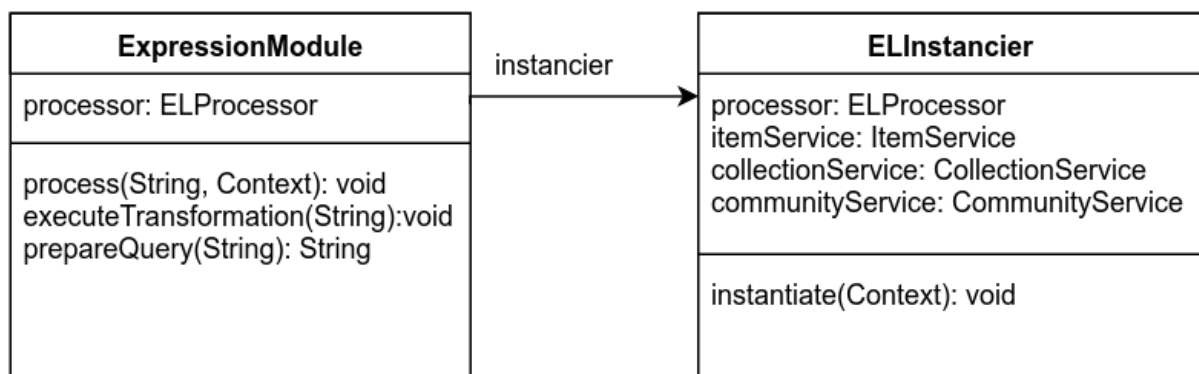 ExpressionModule
processor: ELProcessor
process(String, Context): void
executeTransformation(String):void
prepareQuery(String): String
instancier
ELInstancier
processor: ELProcessor
itemService: ItemService
collectionService: CollectionService
communityService: CommunityService
instantiate(Context): void